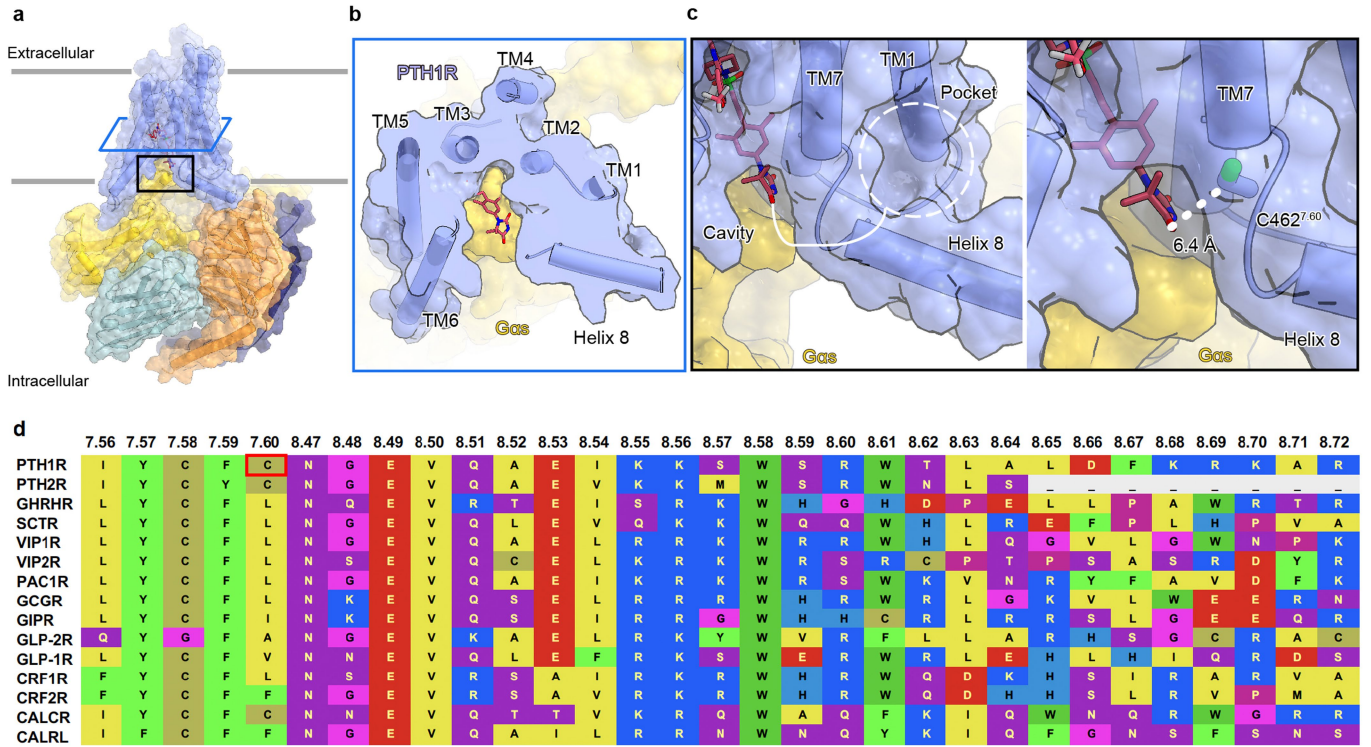 a
Extracellular
Intracellular
b
PTH1R
TM4
TM3
TM5
TM2
TM1
TM6
Gαs
Helix 8
c
TM7
TM1
Pocket
Cavity
Helix 8
Gαs
TM7
C462⁷·⁶⁰
6.4 Å
Helix 8
Gαs
d
7.56 7.57 7.58 7.59 7.60 8.47 8.48 8.49 8.50 8.51 8.52 8.53 8.54 8.55 8.56 8.57 8.58 8.59 8.60 8.61 8.62 8.63 8.64 8.65 8.66 8.67 8.68 8.69 8.70 8.71 8.72
PTH1R I Y C F C N G E V Q A E I K K S W S R W T L A L D F K R K A R
PTH2R I Y C Y C N G E V Q A E V K K M W S R W N L S _ _ _ _ _ _ _ _
GHRHR L Y C F L N Q E V R T E I S R K W H G H D P E L L P A W R T R
SCTR L Y C F L N G E V Q L E V Q K K W Q Q W H L R E F P L H P V A
VIP1R L Y C F L N G E V Q A E L R R K W R R W H L Q G V L G W N P K
VIP2R L Y C F L N S E V Q C E L K R K W R S R C P T P S A S R D Y R
PAC1R L Y C F L N G E V Q A E I K R K W R S W K V N R Y F A V D F K
GCGR L Y C F L N K E V Q S E L R R R W H R W R L G K V L W E E R N
GIPR L Y C F I N K E V Q S E I R R G W H H C R L R R S L G E E Q R
GLP-2R Q Y G F A N G E V K A E L R K Y W V R F L L A R H S G C R A C
GLP-1R L Y C F V N N E V Q L E F R K S W E R W R L E H L H I Q R D S
CRF1R F Y C F L N S E V R S A I R K R W H R W Q D K H S I R A R V A
CRF2R F Y C F F N G E V R S A V R K R W H R W Q D H H S L R V P M A
CALCR I Y C F C N N E V Q T T V K R Q W A Q F K I Q W N Q R W G R R
CALRL I F C F F N G E V Q A I L R R N W N Q Y K I Q F G N S F S N S